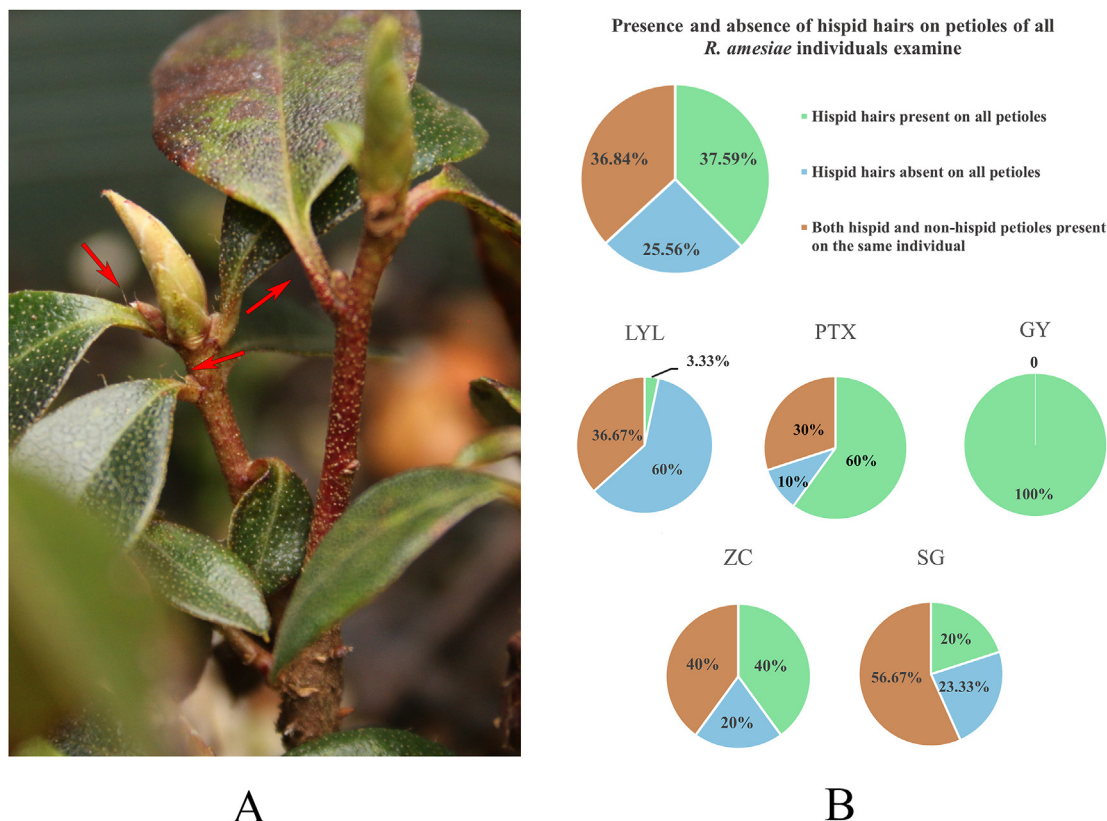 Presence and absence of hispid hairs on petioles of all
R. amesiae individuals examine
36.84%
37.59%
25.56%
Hispid hairs present on all petioles
Hispid hairs absent on all petioles
Both hispid and non-hispid petioles present
on the same individual
LYL
PTX
GY
3.33%
36.67%
60%
30%
60%
10%
0
100%
ZC
SG
40%
40%
20%
20%
56.67%
23.33%
A
B